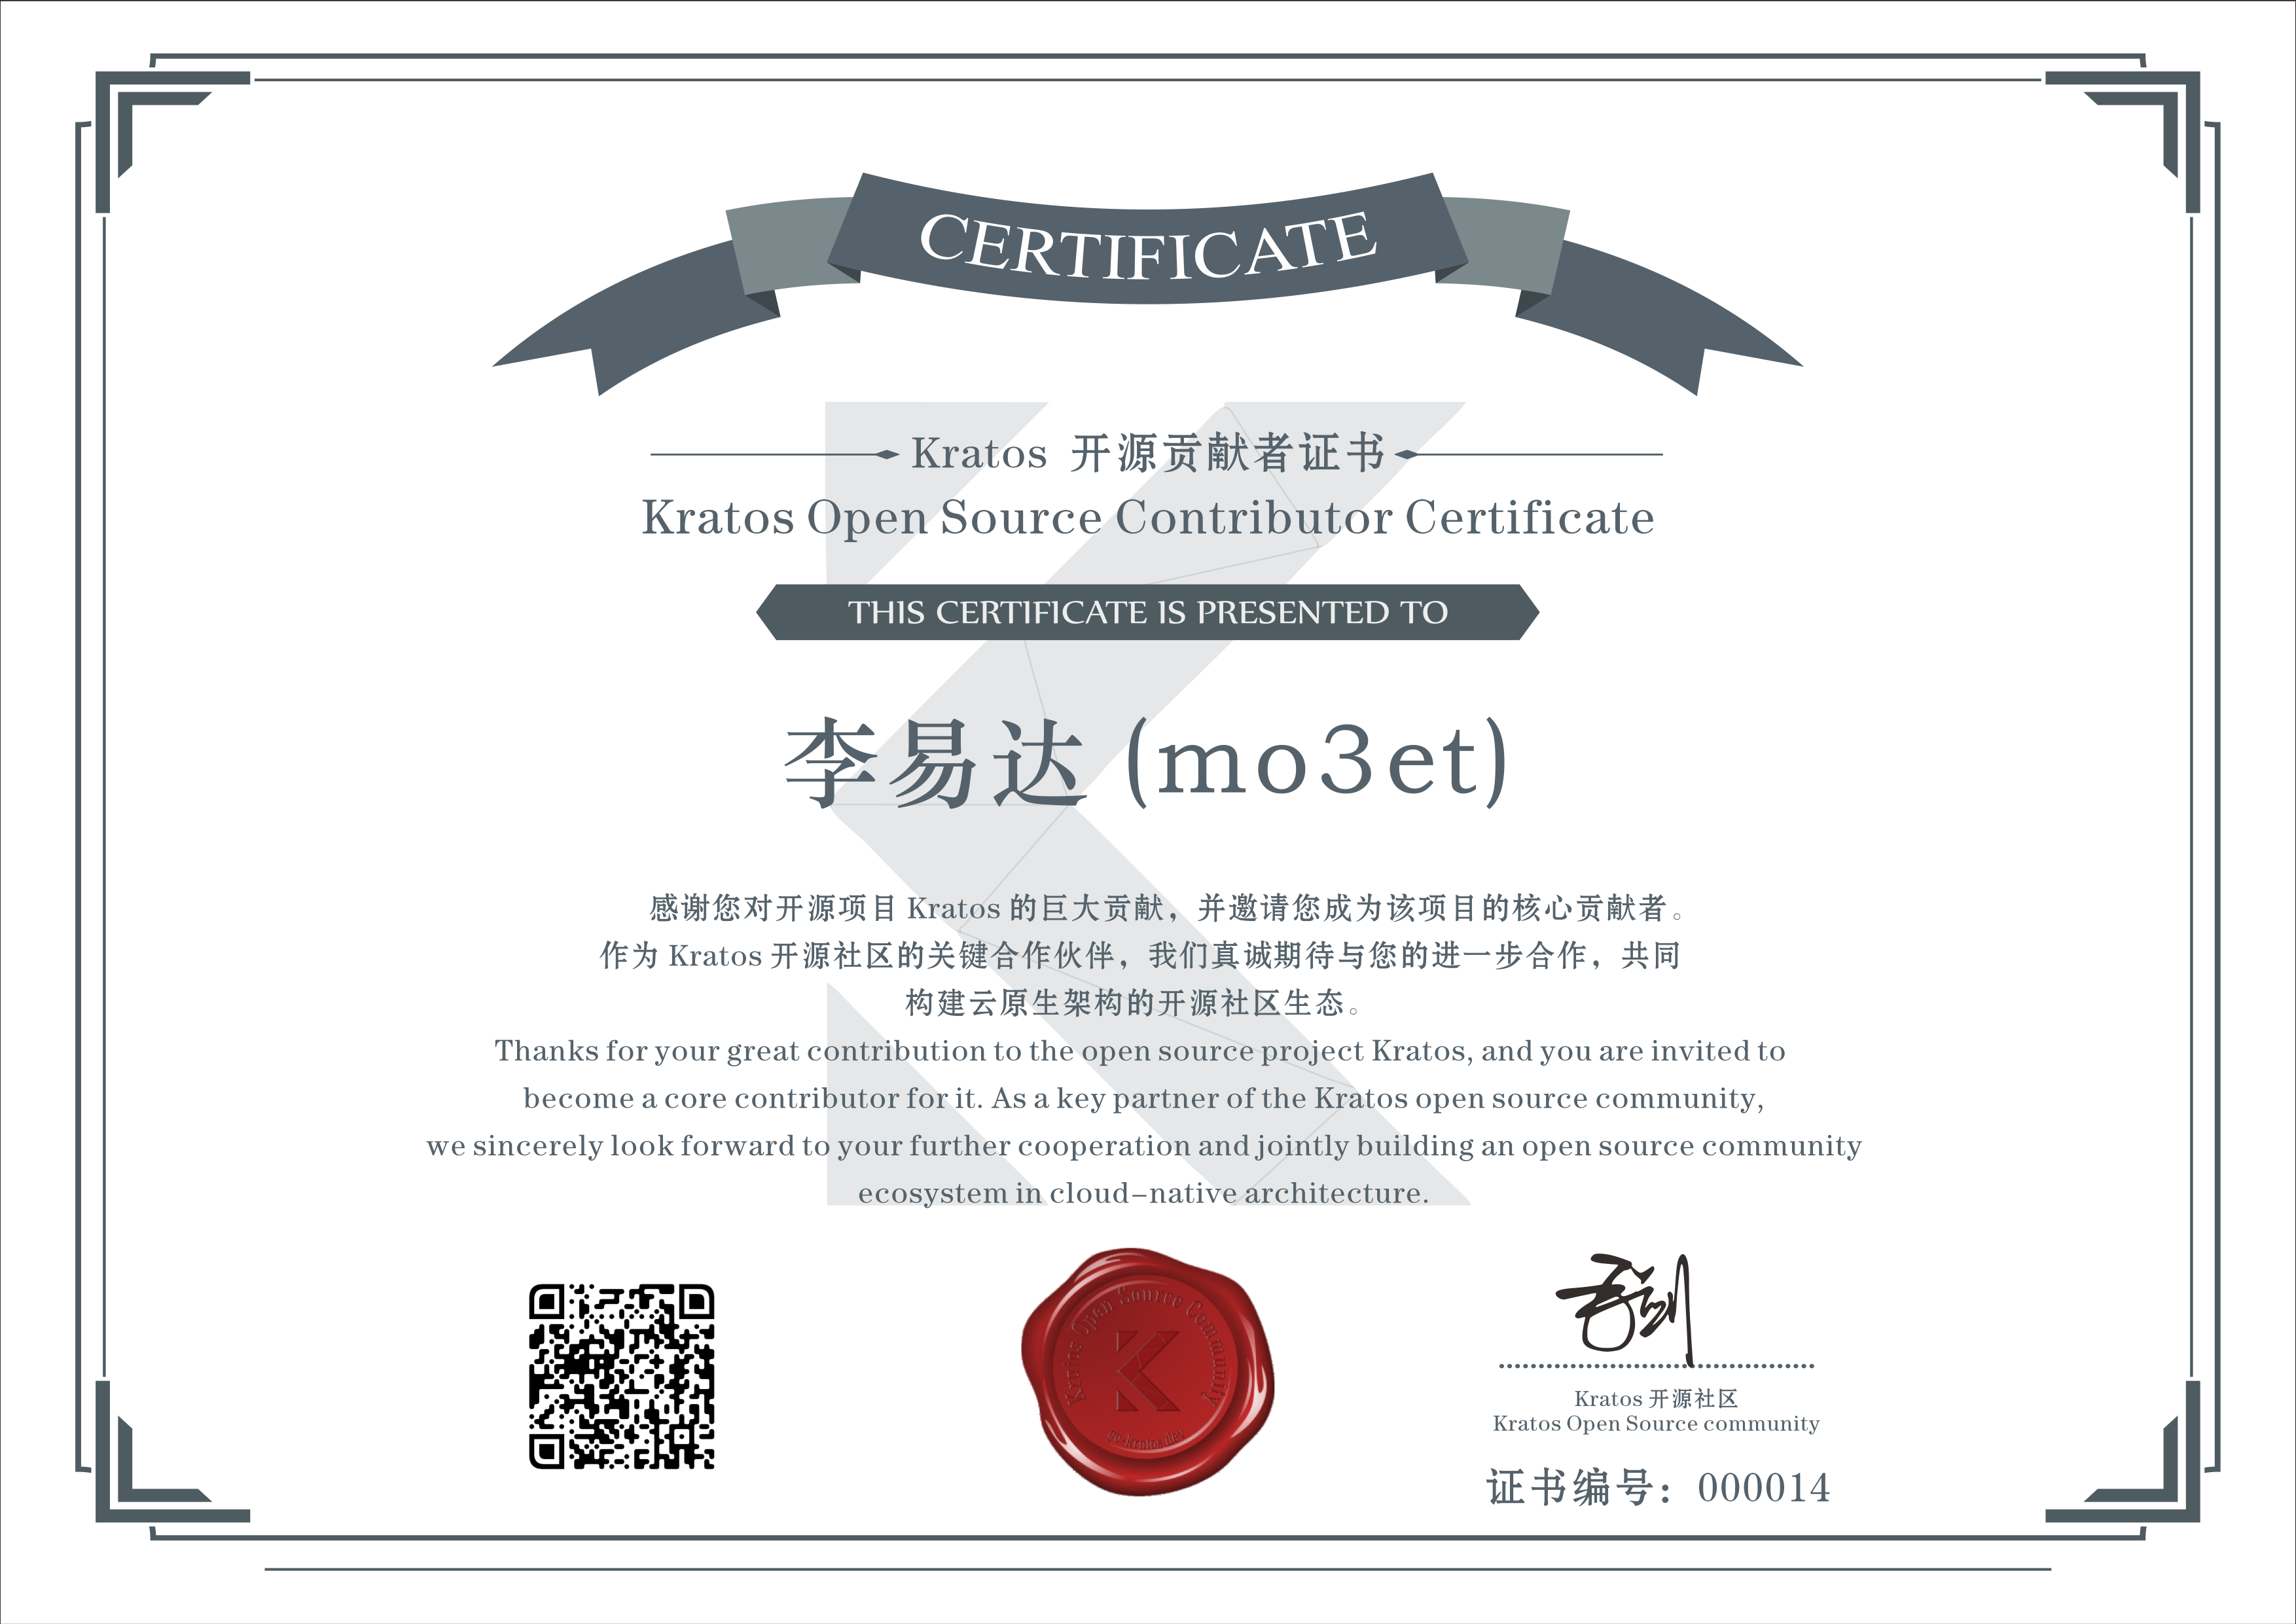 CERTIFICATE
Kratos 开源贡献者证书
Kratos Open Source Contributor Certificate
THIS CERTIFICATE IS PRESENTED TO
李易达 (mo3et)
感谢您对开源项目 Kratos 的巨大贡献，并邀请您成为该项目的核心贡献者。
作为 Kratos 开源社区的关键合作伙伴，我们真诚期待与您的进一步合作，共同
构建云原生架构的开源社区生态。
Thanks for your great contribution to the open source project Kratos, and you are invited to
become a core contributor for it. As a key partner of the Kratos open source community,
we sincerely look forward to your further cooperation and jointly building an open source community
ecosystem in cloud-native architecture.
Kratos Open Source Community
K
go-kratos.dev
Kratos 开源社区
Kratos Open Source community
证书编号：000014